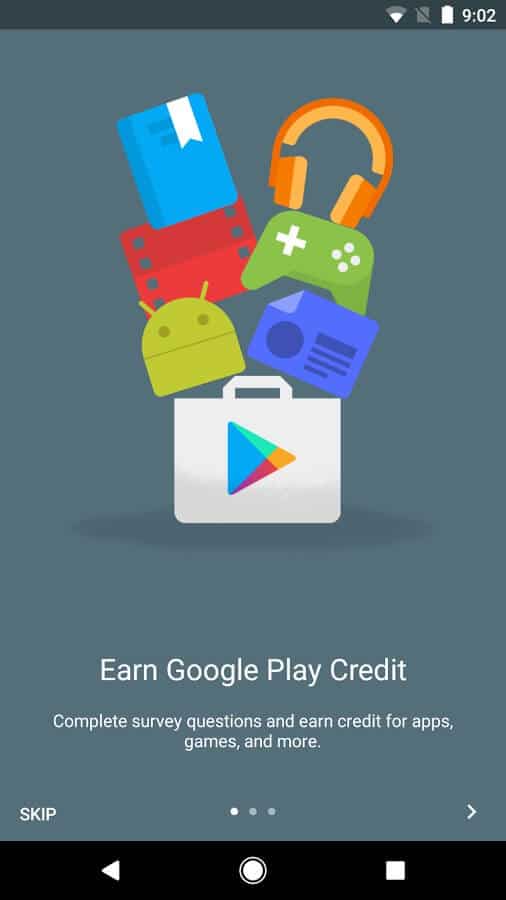 9:02
Earn Google Play Credit
Complete survey questions and earn credit for apps,
games, and more.
SKIP